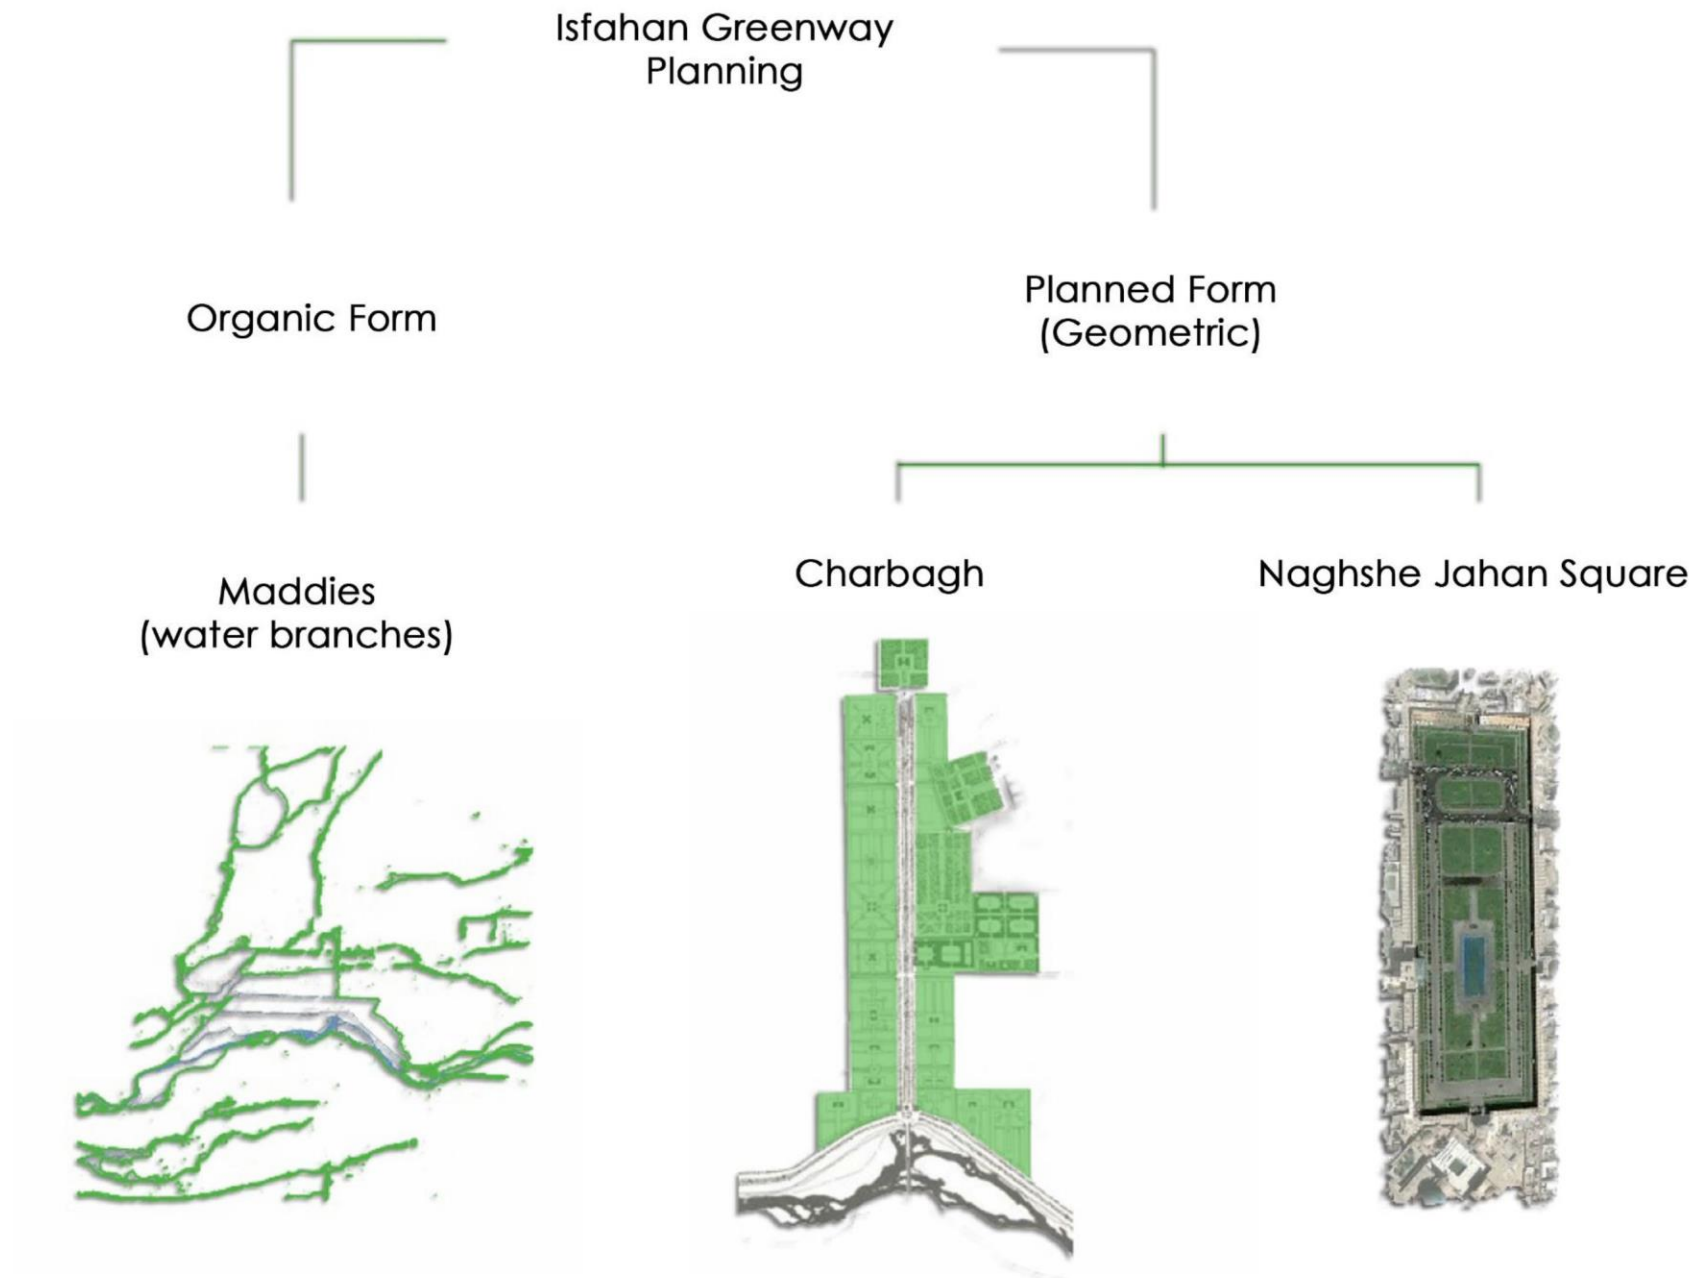 Isfahan Greenway
Planning
Organic Form
Planned Form
(Geometric)
Maddies
(water branches)
Charbagh
Naghshe Jahan Square